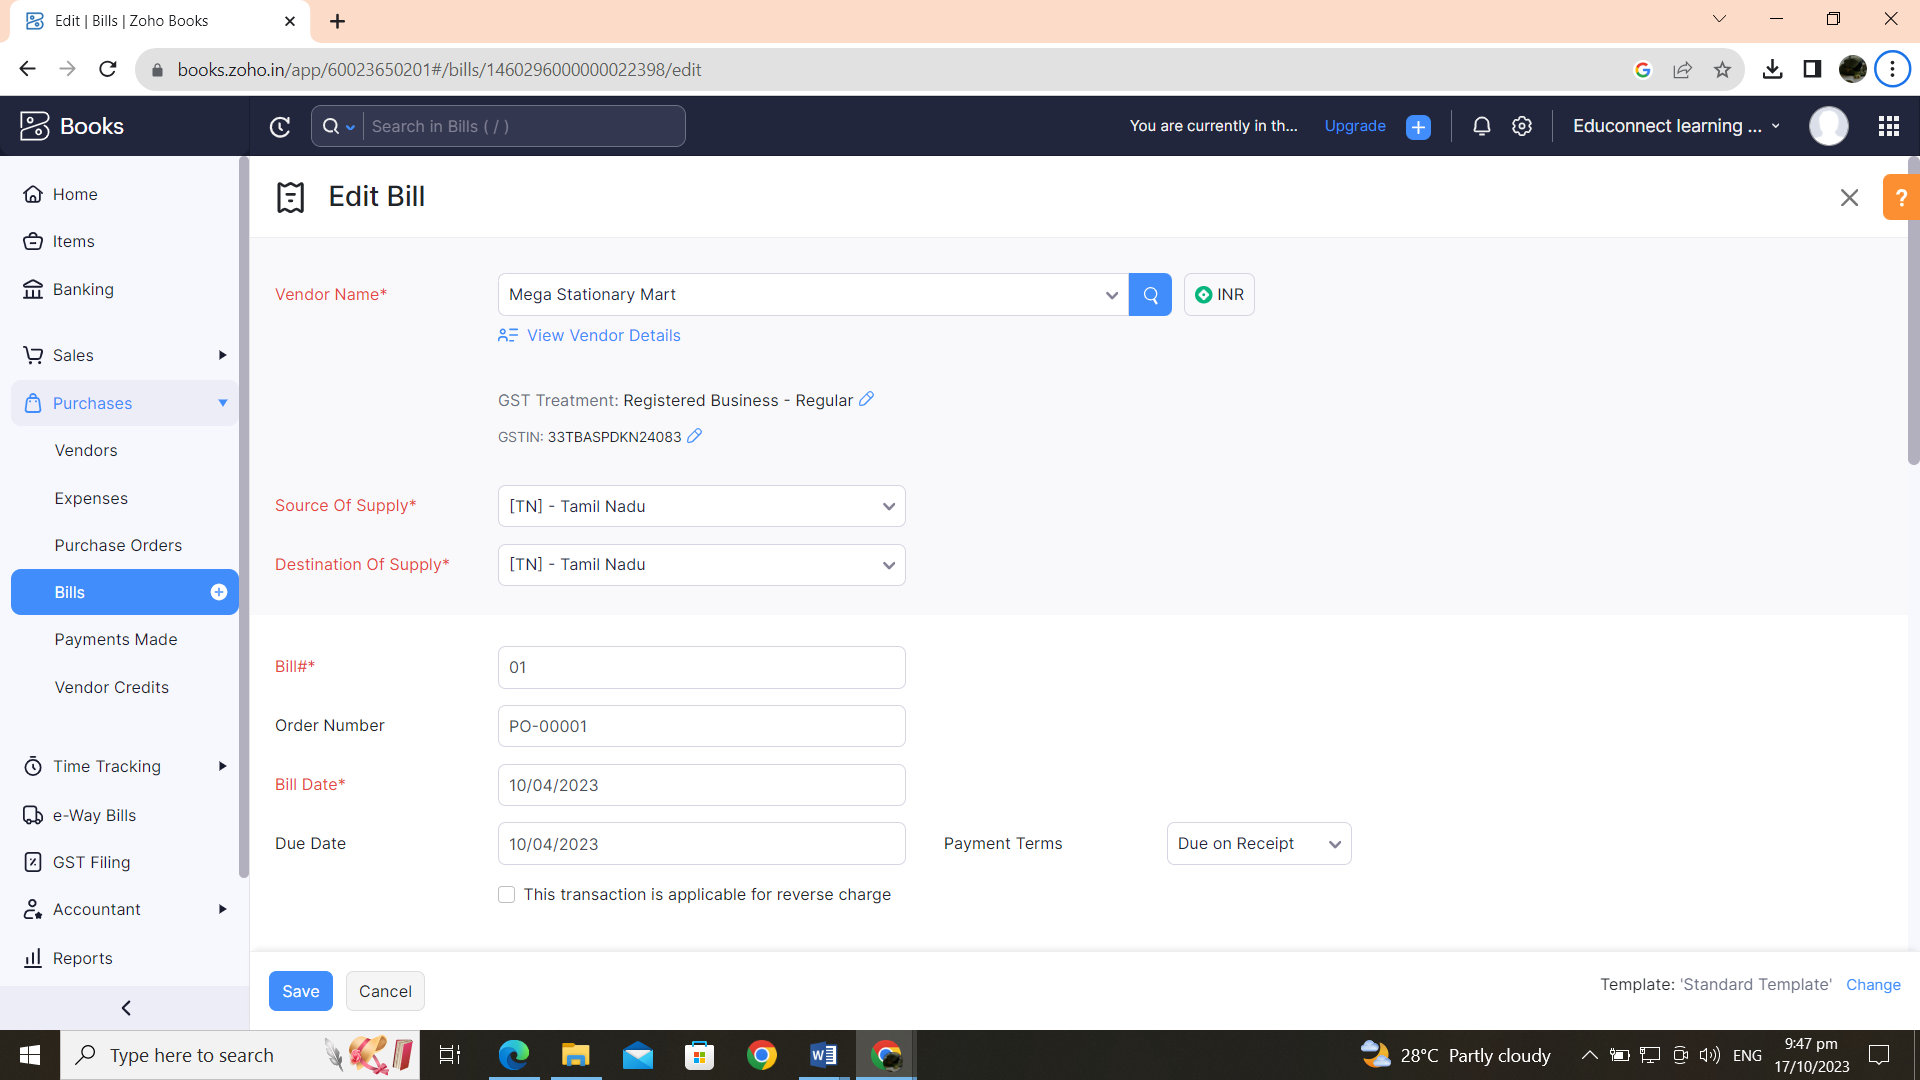 Edit | Bills | Zoho Books
books.zoho.in/app/60023650201#/bills/1460296000000022398/edit
Books
Search in Bills ( / )
You are currently in th...
Upgrade
Educonnect learning ...
Home
Items
Banking
Sales
Purchases
Vendors
Expenses
Purchase Orders
Bills
Payments Made
Vendor Credits
Time Tracking
e-Way Bills
GST Filing
Accountant
Reports
Edit Bill
?
Vendor Name* Mega Stationary Mart INR
View Vendor Details
GST Treatment: Registered Business - Regular
GSTIN: 33TBASPDKN24083
Source Of Supply* [TN] - Tamil Nadu
Destination Of Supply* [TN] - Tamil Nadu
Bill#* 01
Order Number PO-00001
Bill Date* 10/04/2023
Due Date 10/04/2023 Payment Terms Due on Receipt
This transaction is applicable for reverse charge
Save Cancel
Template: 'Standard Template' Change
Type here to search
28°C Partly cloudy
ENG
9:47 pm
17/10/2023